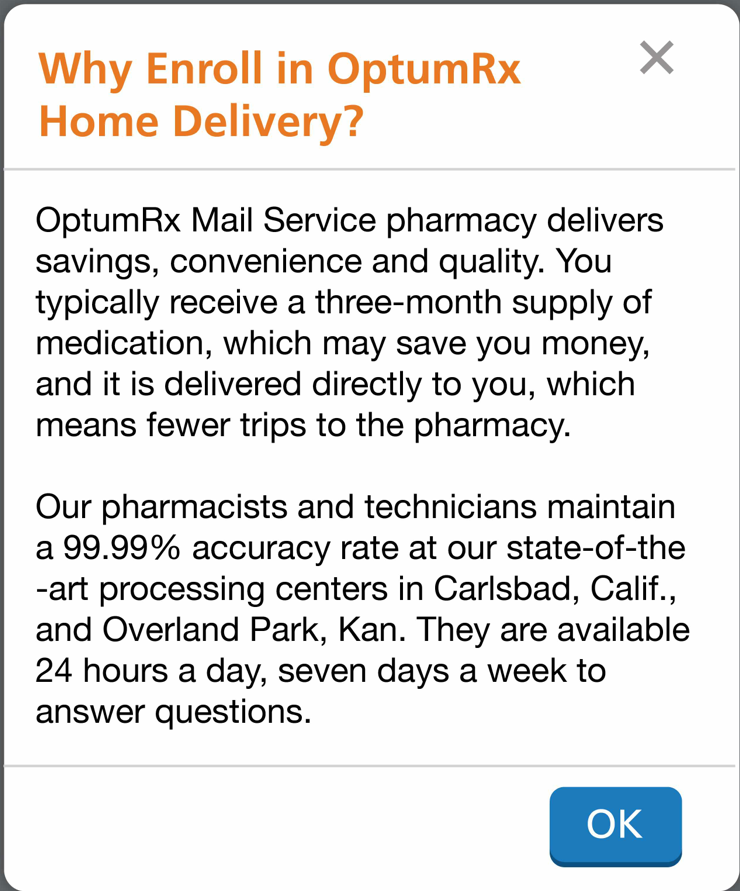 Why Enroll in OptumRx
Home Delivery?
OptumRx Mail Service pharmacy delivers
savings, convenience and quality. You
typically receive a three-month supply of
medication, which may save you money,
and it is delivered directly to you, which
means fewer trips to the pharmacy.
Our pharmacists and technicians maintain
a 99.99% accuracy rate at our state-of-the
-art processing centers in Carlsbad, Calif.,
and Overland Park, Kan. They are available
24 hours a day, seven days a week to
answer questions.
OK